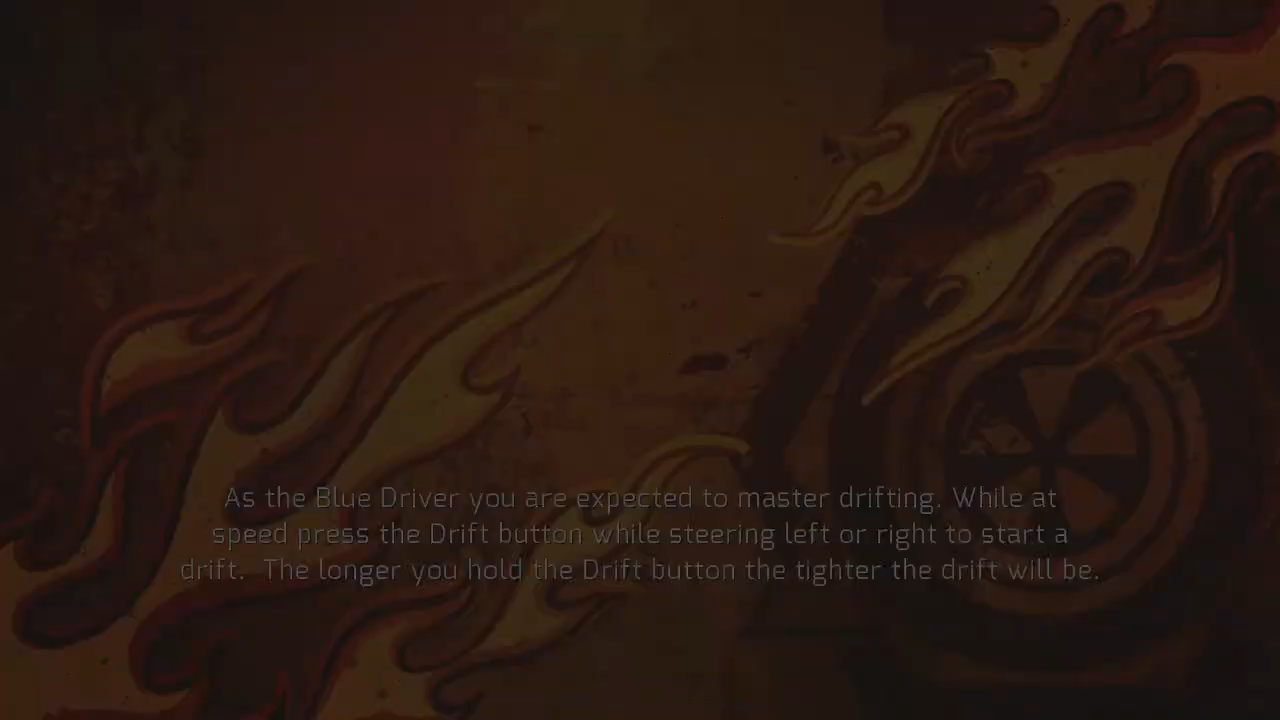 As the Blue Driver you are expected to master drifting. While at
speed press the Drift button while steering left or right to start a
drift.  The longer you hold the Drift button the tighter the drift will be.